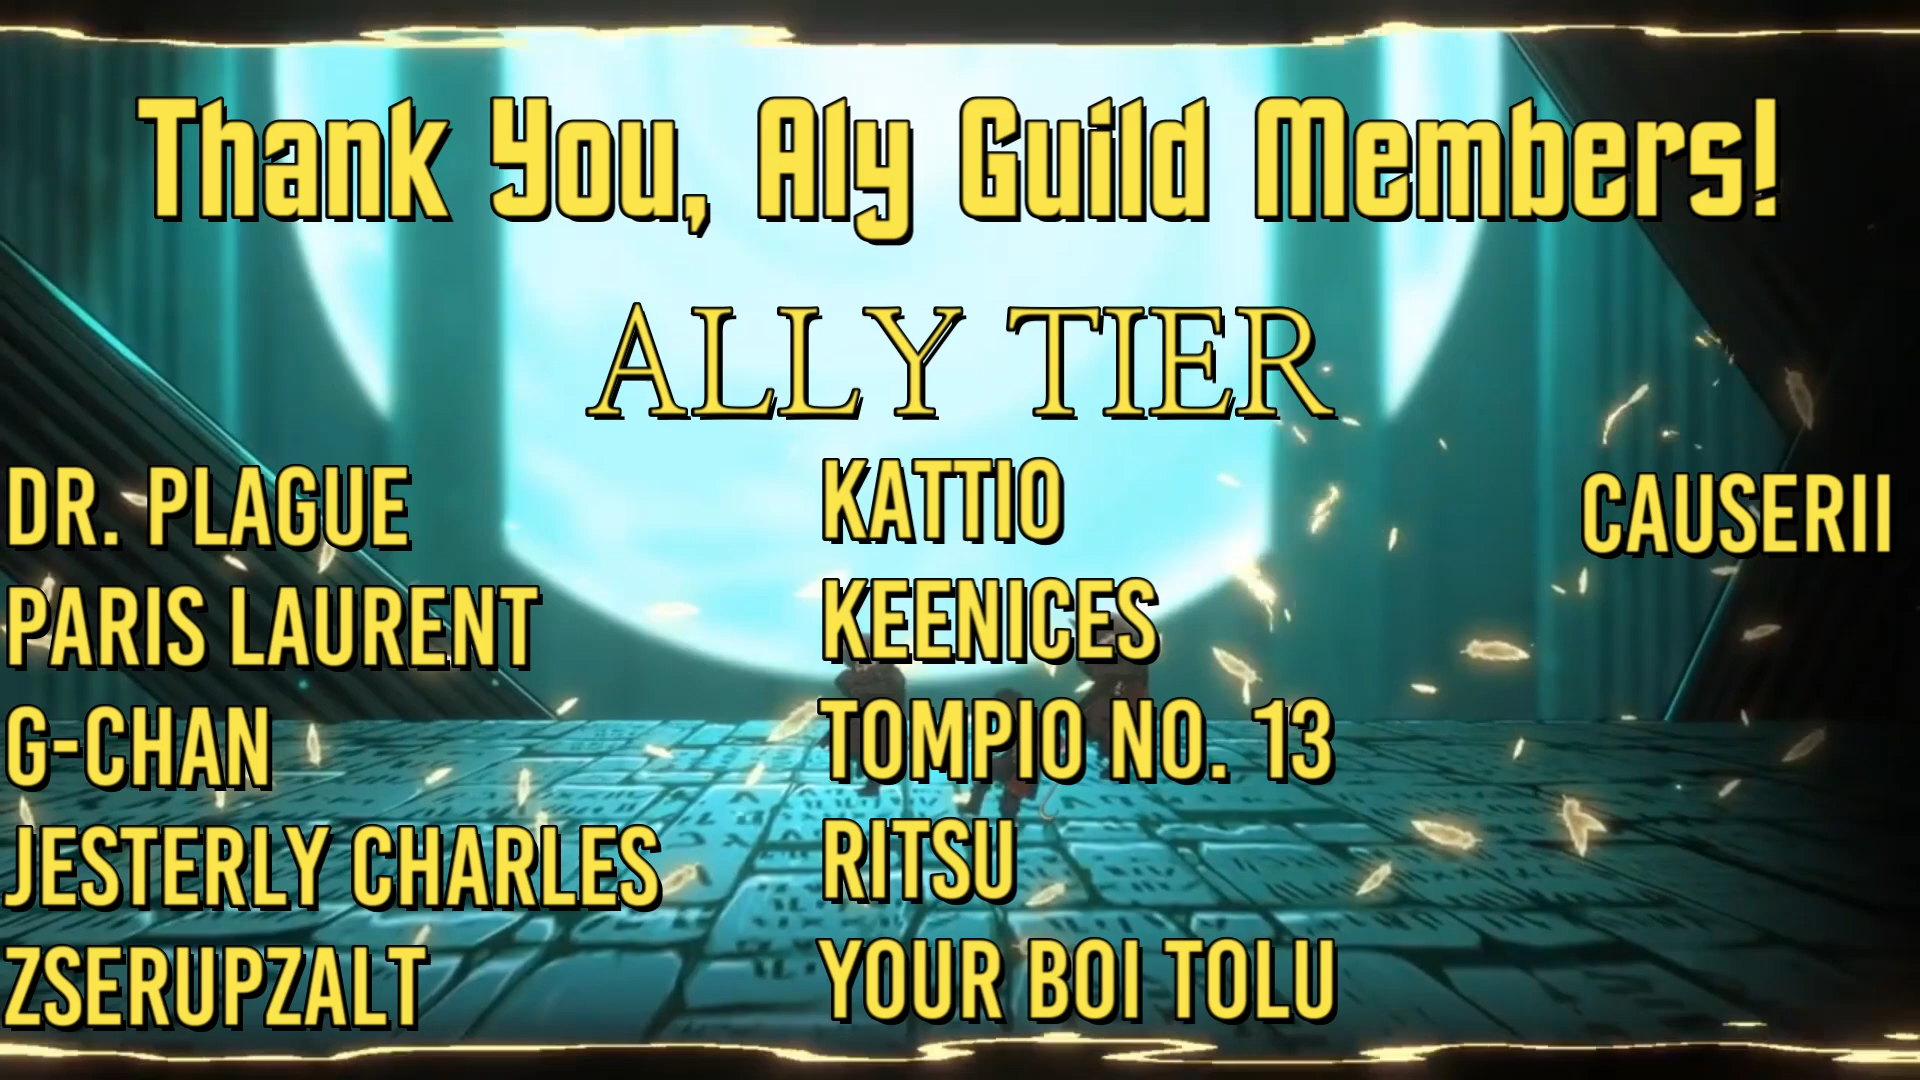 Thank You, Aly Guild Members!
ALLY TIER
DR. PLAGUE
PARIS LAURENT
G-CHAN
JESTERLY CHARLES
ZSERUPZALT
KATTIO
KEENICES
TOMPIO NO. 13
RITSU
YOUR BOI TOLU
CAUSERII